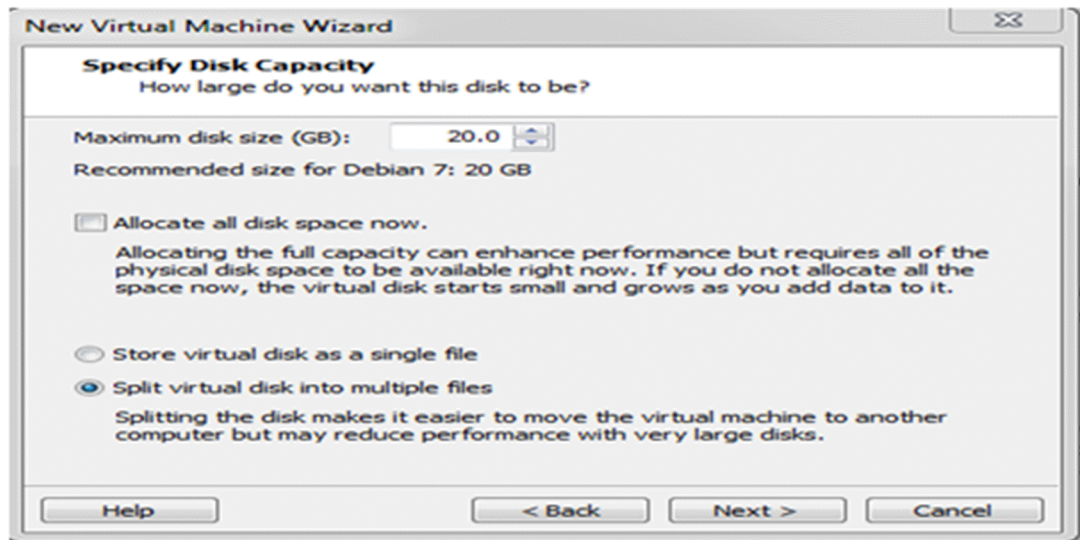 New Virtual Machine Wizard
Specify Disk Capacity
How large do you want this disk to be?
Maximum disk size (GB): 20.0
Recommended size for Debian 7: 20 GB
Allocate all disk space now.
Allocating the full capacity can enhance performance but requires all of the
physical disk space to be available right now. If you do not allocate all the
space now, the virtual disk starts small and grows as you add data to it.
Store virtual disk as a single file
Split virtual disk into multiple files
Splitting the disk makes it easier to move the virtual machine to another
computer but may reduce performance with very large disks.
Help < Back Next > Cancel